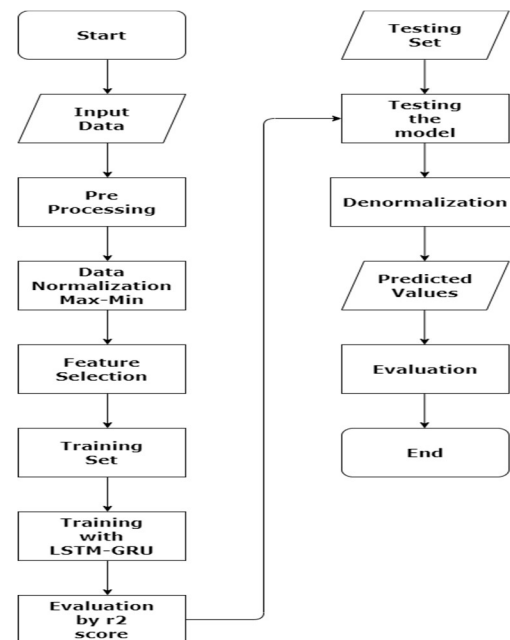 Start
Input
Data
Pre
Processing
Data
Normalization
Max-Min
Feature
Selection
Training
Set
Training
with
LSTM-GRU
Evaluation
by r2
score
Testing
Set
Testing
the
model
Denormalization
Predicted
Values
Evaluation
End